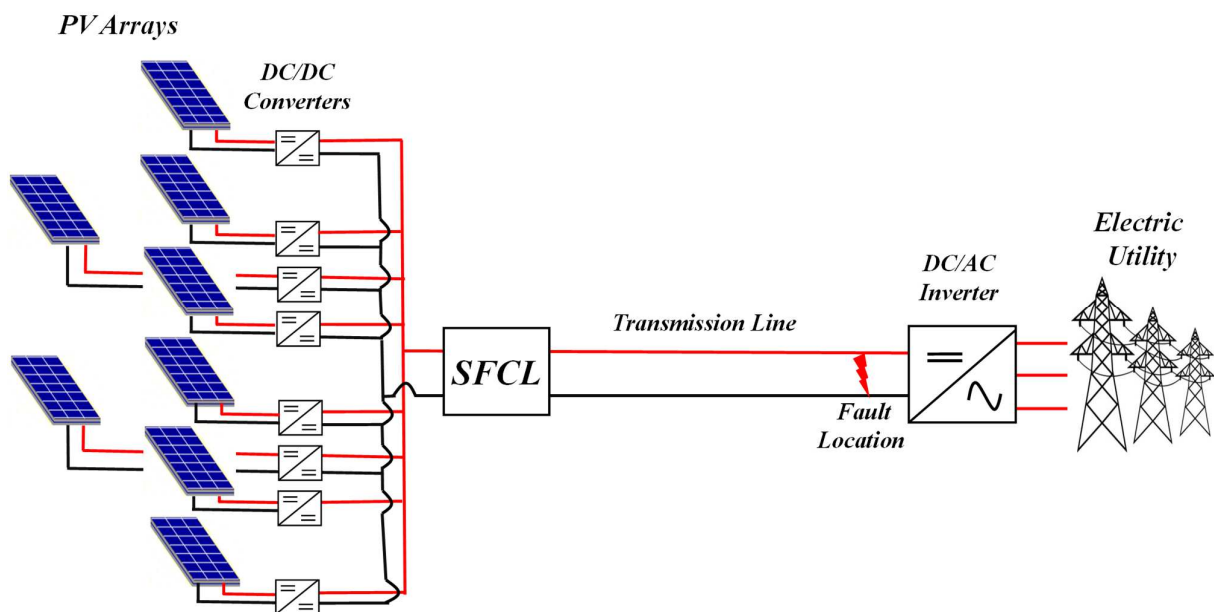 PV Arrays
DC/DC
Converters
Electric
Utility
DC/AC
Inverter
Transmission Line
SFCL
Fault
Location